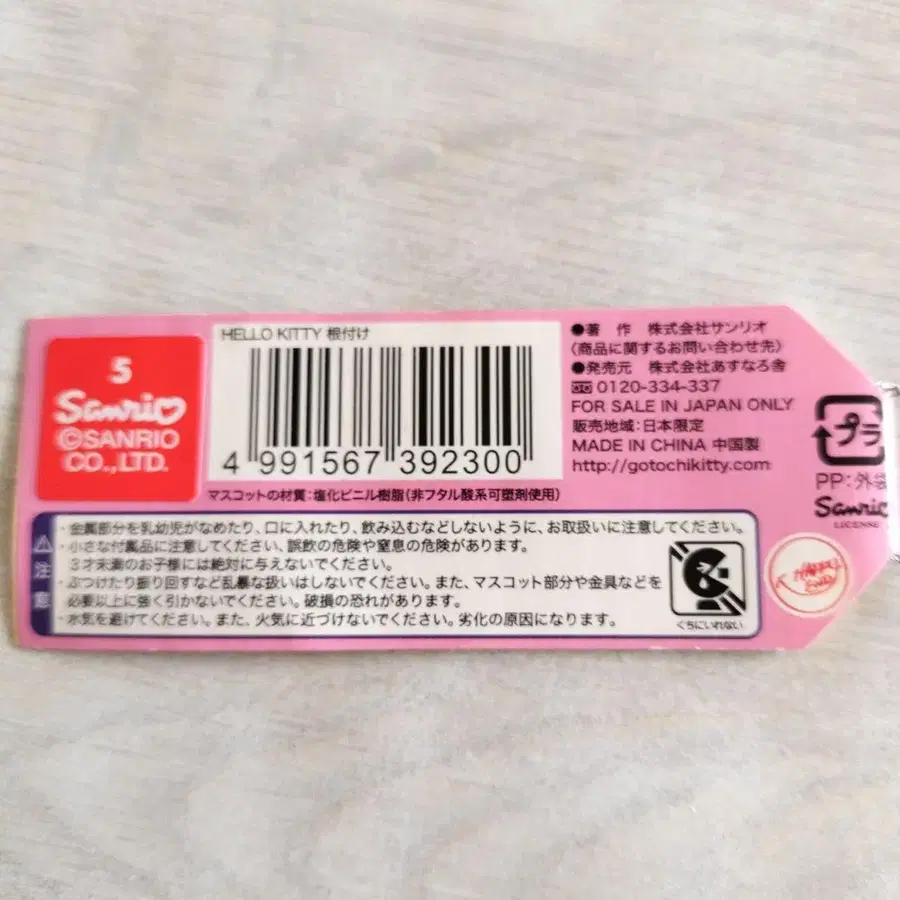 5
Sanrio
©SANRIO
CO.,LTD.
HELLO KITTY 根付け
4 991567 392300
マスコットの材質：塩化ビニル樹脂（非フタル酸系可塑剤使用）
●著　作　株式会社サンリオ
（商品に関するお問い合わせ先）
●発売元　株式会社あすなろ舎
0120-334-337
FOR SALE IN JAPAN ONLY
販売地域：日本限定
MADE IN CHINA 中国製
http://gotochikitty.com
プラ
PP：外袋
Sanrio
LICENSE
注意
・金属部分を乳幼児がなめたり、口に入れたり、飲み込むなどしないように、お取扱いに注意してください。
・小さな付属品に注意してください、誤飲の危険や窒息の危険があります。
３才未満のお子様には絶対に与えないでください。
・ぶつけたり振り回すなど乱暴な扱いはしないでください。また、マスコット部分や金具などを
必要以上に強く引かないでください。破損の恐れがあります。
・水気を避けてください。また、火気に近づけないでください。劣化の原因になります。
くちにいれない